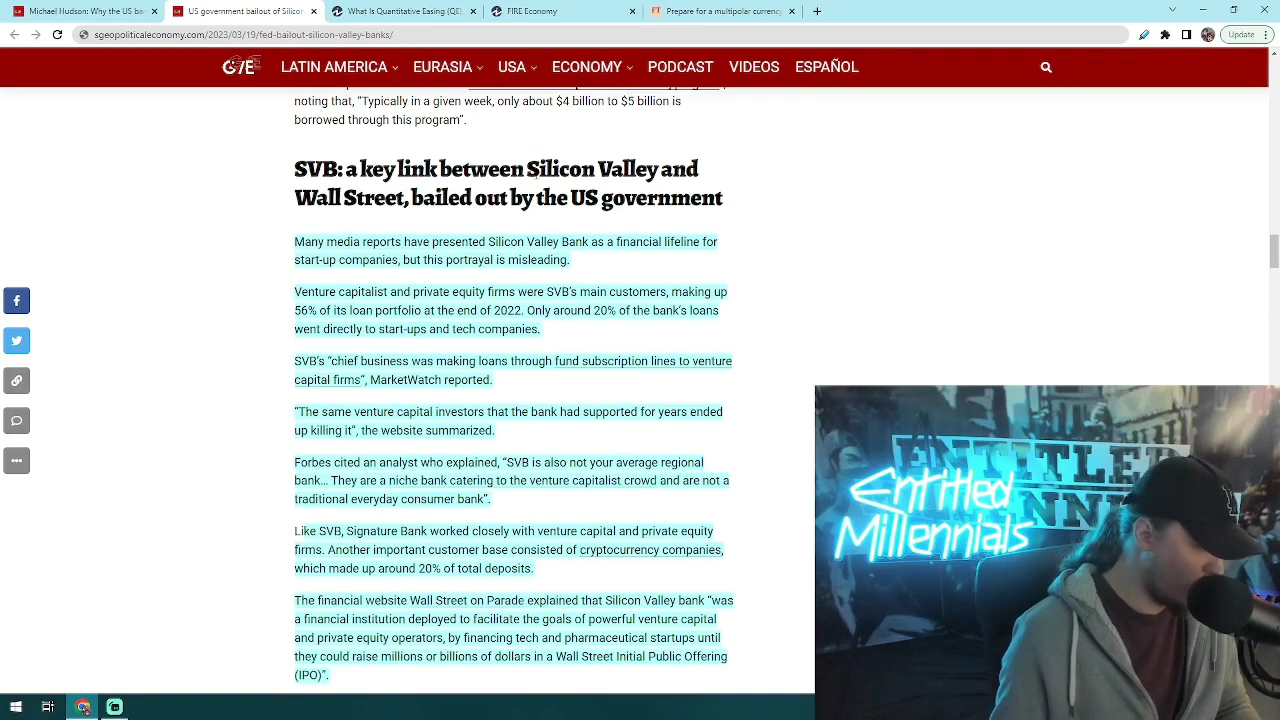 Michael Hudson: Why the US ba
US government bailout of Silicon
What Is Quantitative Easing (QE)
FIRE Economy
Prepare for a multipolar currency
sgeopoliticaleconomy.com/2023/03/19/fed-bailout-silicon-valley-banks/
Update
LATIN AMERICA
EURASIA
USA
ECONOMY
PODCAST
VIDEOS
ESPAÑOL
noting that, “Typically in a given week, only about $4 billion to $5 billion is
borrowed through this program”.
SVB: a key link between Silicon Valley and
Wall Street, bailed out by the US government
Many media reports have presented Silicon Valley Bank as a financial lifeline for
start-up companies, but this portrayal is misleading.
Venture capitalist and private equity firms were SVB’s main customers, making up
56% of its loan portfolio at the end of 2022. Only around 20% of the bank’s loans
went directly to start-ups and tech companies.
SVB’s “chief business was making loans through fund subscription lines to venture
capital firms“, MarketWatch reported.
“The same venture capital investors that the bank had supported for years ended
up killing it”, the website summarized.
Forbes cited an analyst who explained, “SVB is also not your average regional
bank… They are a niche bank catering to the venture capitalist crowd and are not a
traditional everyday consumer bank”.
Like SVB, Signature Bank worked closely with venture capital and private equity
firms. Another important customer base consisted of cryptocurrency companies,
which made up around 20% of total deposits.
The financial website Wall Street on Parade explained that Silicon Valley bank “was
a financial institution deployed to facilitate the goals of powerful venture capital
and private equity operators, by financing tech and pharmaceutical startups until
they could raise millions or billions of dollars in a Wall Street Initial Public Offering
(IPO)”.
ENTITLED
Entitled
Millennials